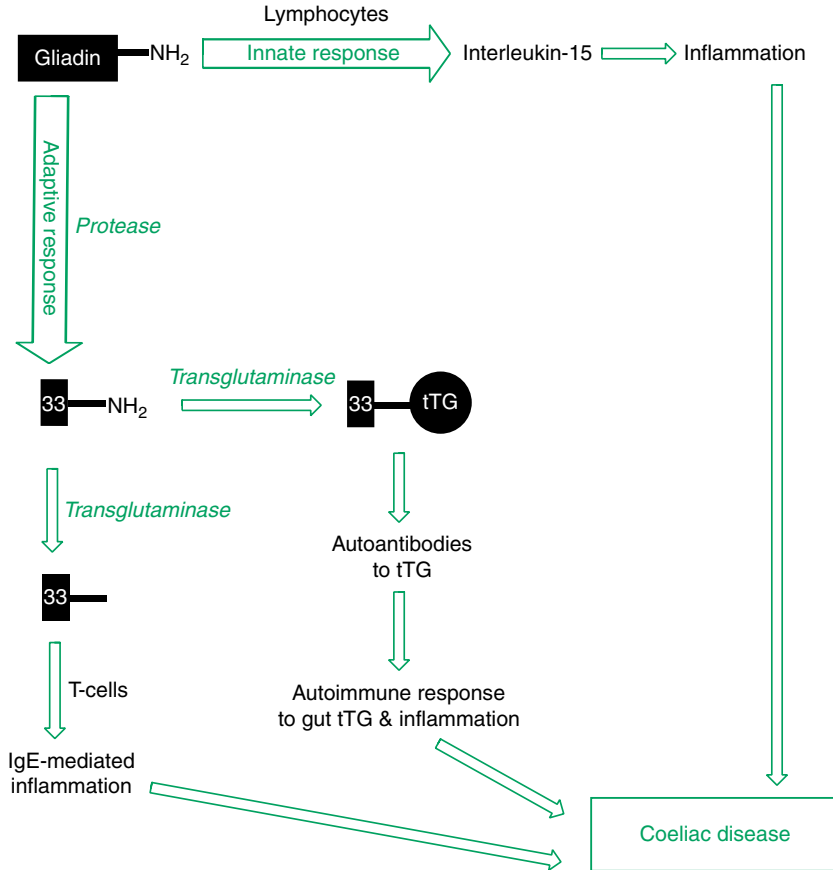 Lymphocytes
Gliadin
NH2
Innate response
Interleukin-15
Inflammation
Adaptive response
Protease
33
NH2
Transglutaminase
33
tTG
Transglutaminase
Autoantibodies
to tTG
33
T-cells
Autoimmune response
to gut tTG & inflammation
IgE-mediated
inflammation
Coeliac disease